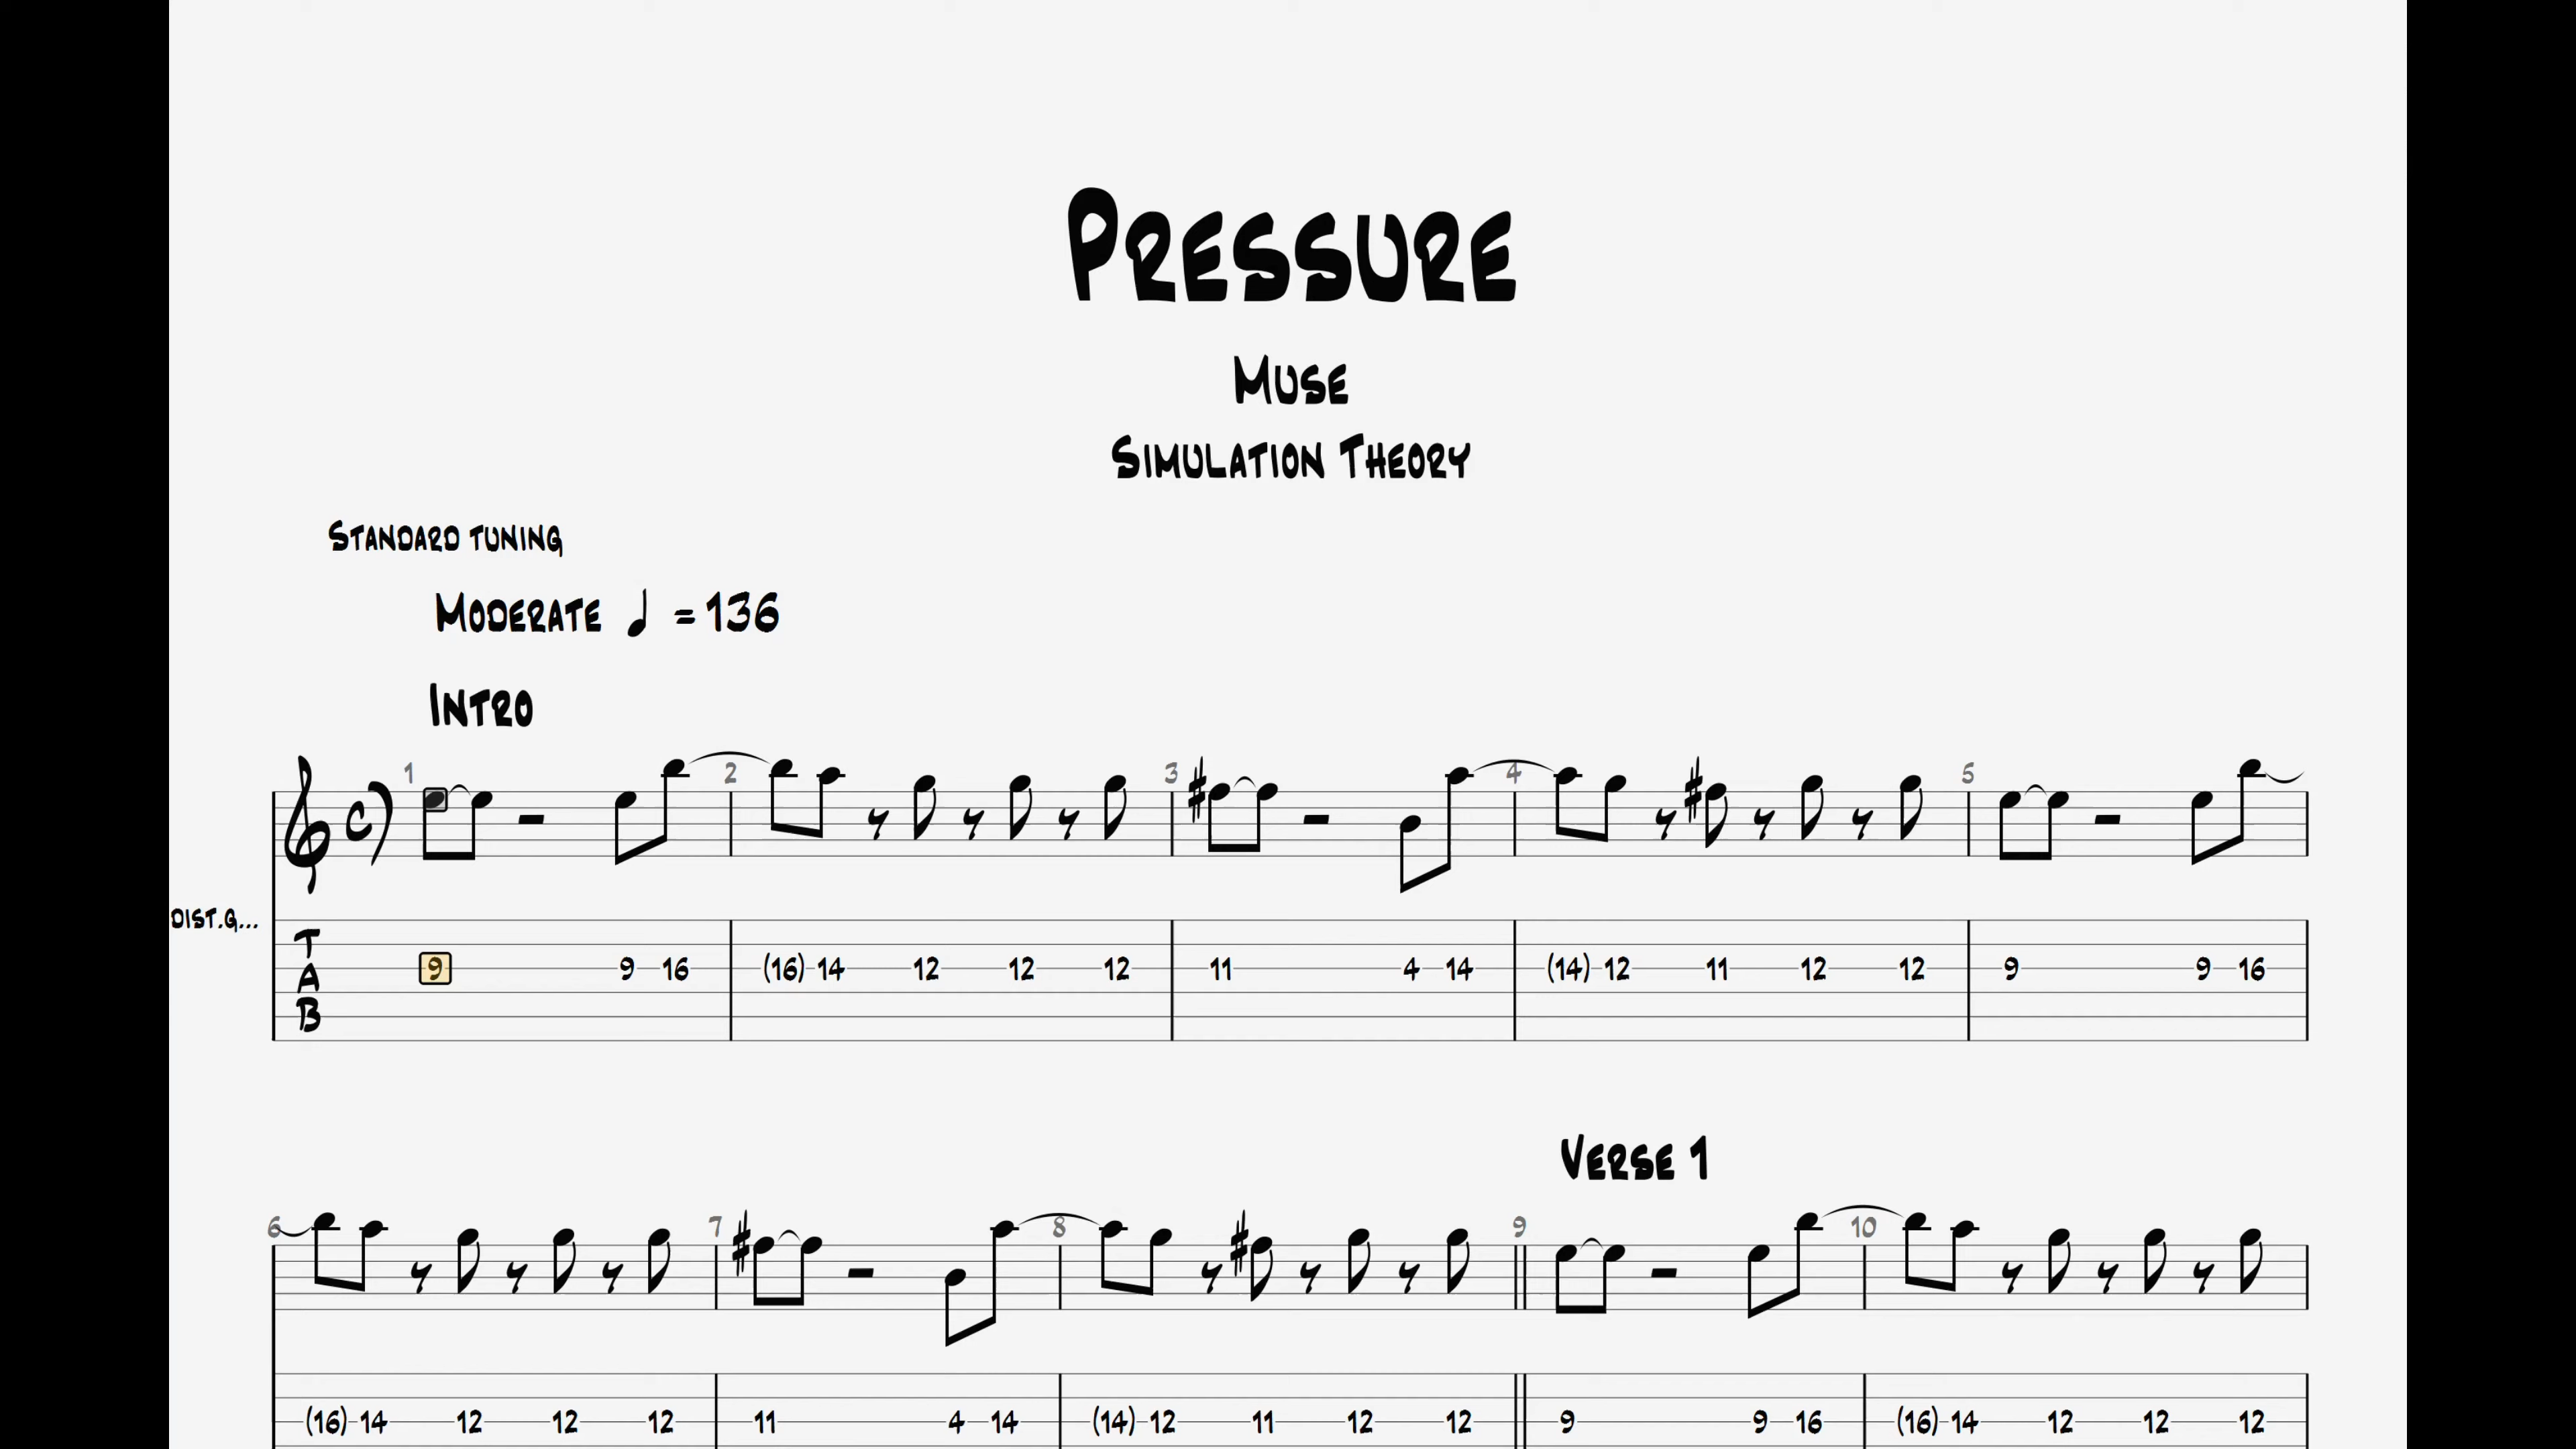 Pressure
Muse
Simulation Theory
Standard tuning
Moderate ♩ = 136
Intro
1 2 3 4 5
dist.g...
T
A
B
9 9 16 (16) 14 12 12 12 11 4 14 (14) 12 11 12 12 9 9 16
Verse 1
6 7 8 9 10
(16) 14 12 12 12 11 4 14 (14) 12 11 12 12 9 9 16 (16) 14 12 12 12